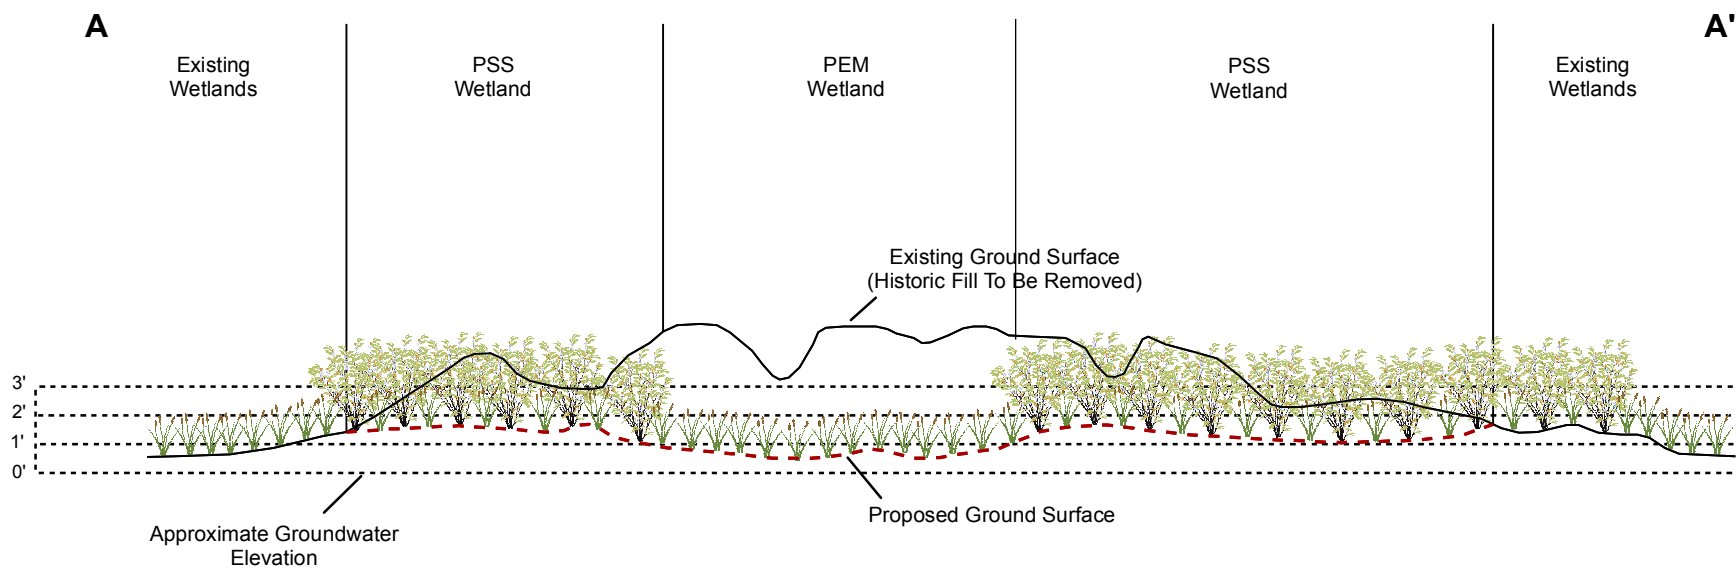 A
A'
Existing
Wetlands
PSS
Wetland
PEM
Wetland
PSS
Wetland
Existing
Wetlands
Existing Ground Surface
(Historic Fill To Be Removed)
3'
2'
1'
0'
Proposed Ground Surface
Approximate Groundwater
Elevation